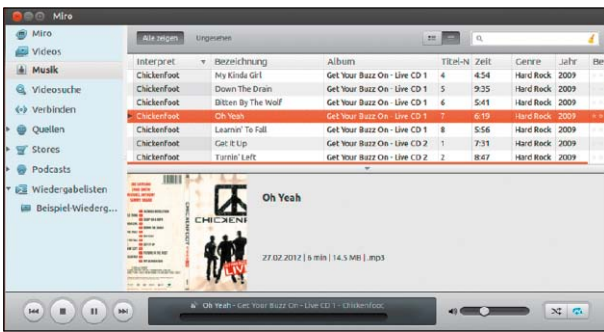 Miro
Miro
Videos
Musik
Videosuche
Verbinden
Quellen
Stores
Podcasts
Wiedergabelisten
Beispiel-Wiederg...
Alle zeigen Ungesehen
Interpret Bezeichnung Album Titel-N Zeit Genre Jahr Be
Chickenfoot My Kinda Girl Get Your Buzz On - Live CD 1 4 4:54 Hard Rock 2009
Chickenfoot Down The Drain Get Your Buzz On - Live CD 1 5 9:35 Hard Rock 2009
Chickenfoot Bitten By The Wolf Get Your Buzz On - Live CD 1 6 5:41 Hard Rock 2009
Chickenfoot Oh Yeah Get Your Buzz On - Live CD 1 7 6:19 Hard Rock 2009
Chickenfoot Learnin' To Fall Get Your Buzz On - Live CD 1 8 5:56 Hard Rock 2009
Chickenfoot Get It Up Get Your Buzz On - Live CD 2 1 7:31 Hard Rock 2009
Chickenfoot Turnin' Left Get Your Buzz On - Live CD 2 2 8:47 Hard Rock 2009
CHICKENF
LIVE
Oh Yeah
27.02.2012 | 6 min | 14.5 MB | .mp3
Oh Yeah - Get Your Buzz On - Live CD 1 - Chickenfoot